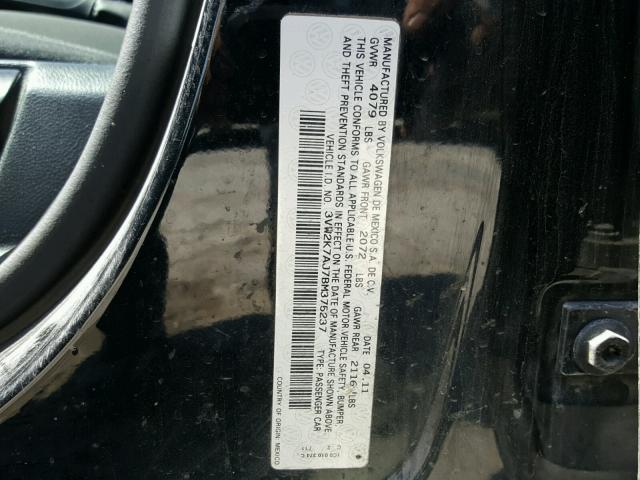 MANUFACTURED BY VOLKSWAGEN DE MEXICO S.A. DE C.V. DATE 04.11
GVWR 4079 LBS GAWR FRONT 2072 LBS GAWR REAR 2116 LBS
THIS VEHICLE CONFORMS TO ALL APPLICABLE U.S. FEDERAL MOTOR VEHICLE SAFETY, BUMPER
AND THEFT PREVENTION STANDARDS IN EFFECT ON THE DATE OF MANUFACTURE SHOWN ABOVE.
VEHICLE I.D. NO. 3VW2K7AJ7BM376237 TYPE: PASSENGER CAR
COUNTRY OF ORIGIN: MEXICO